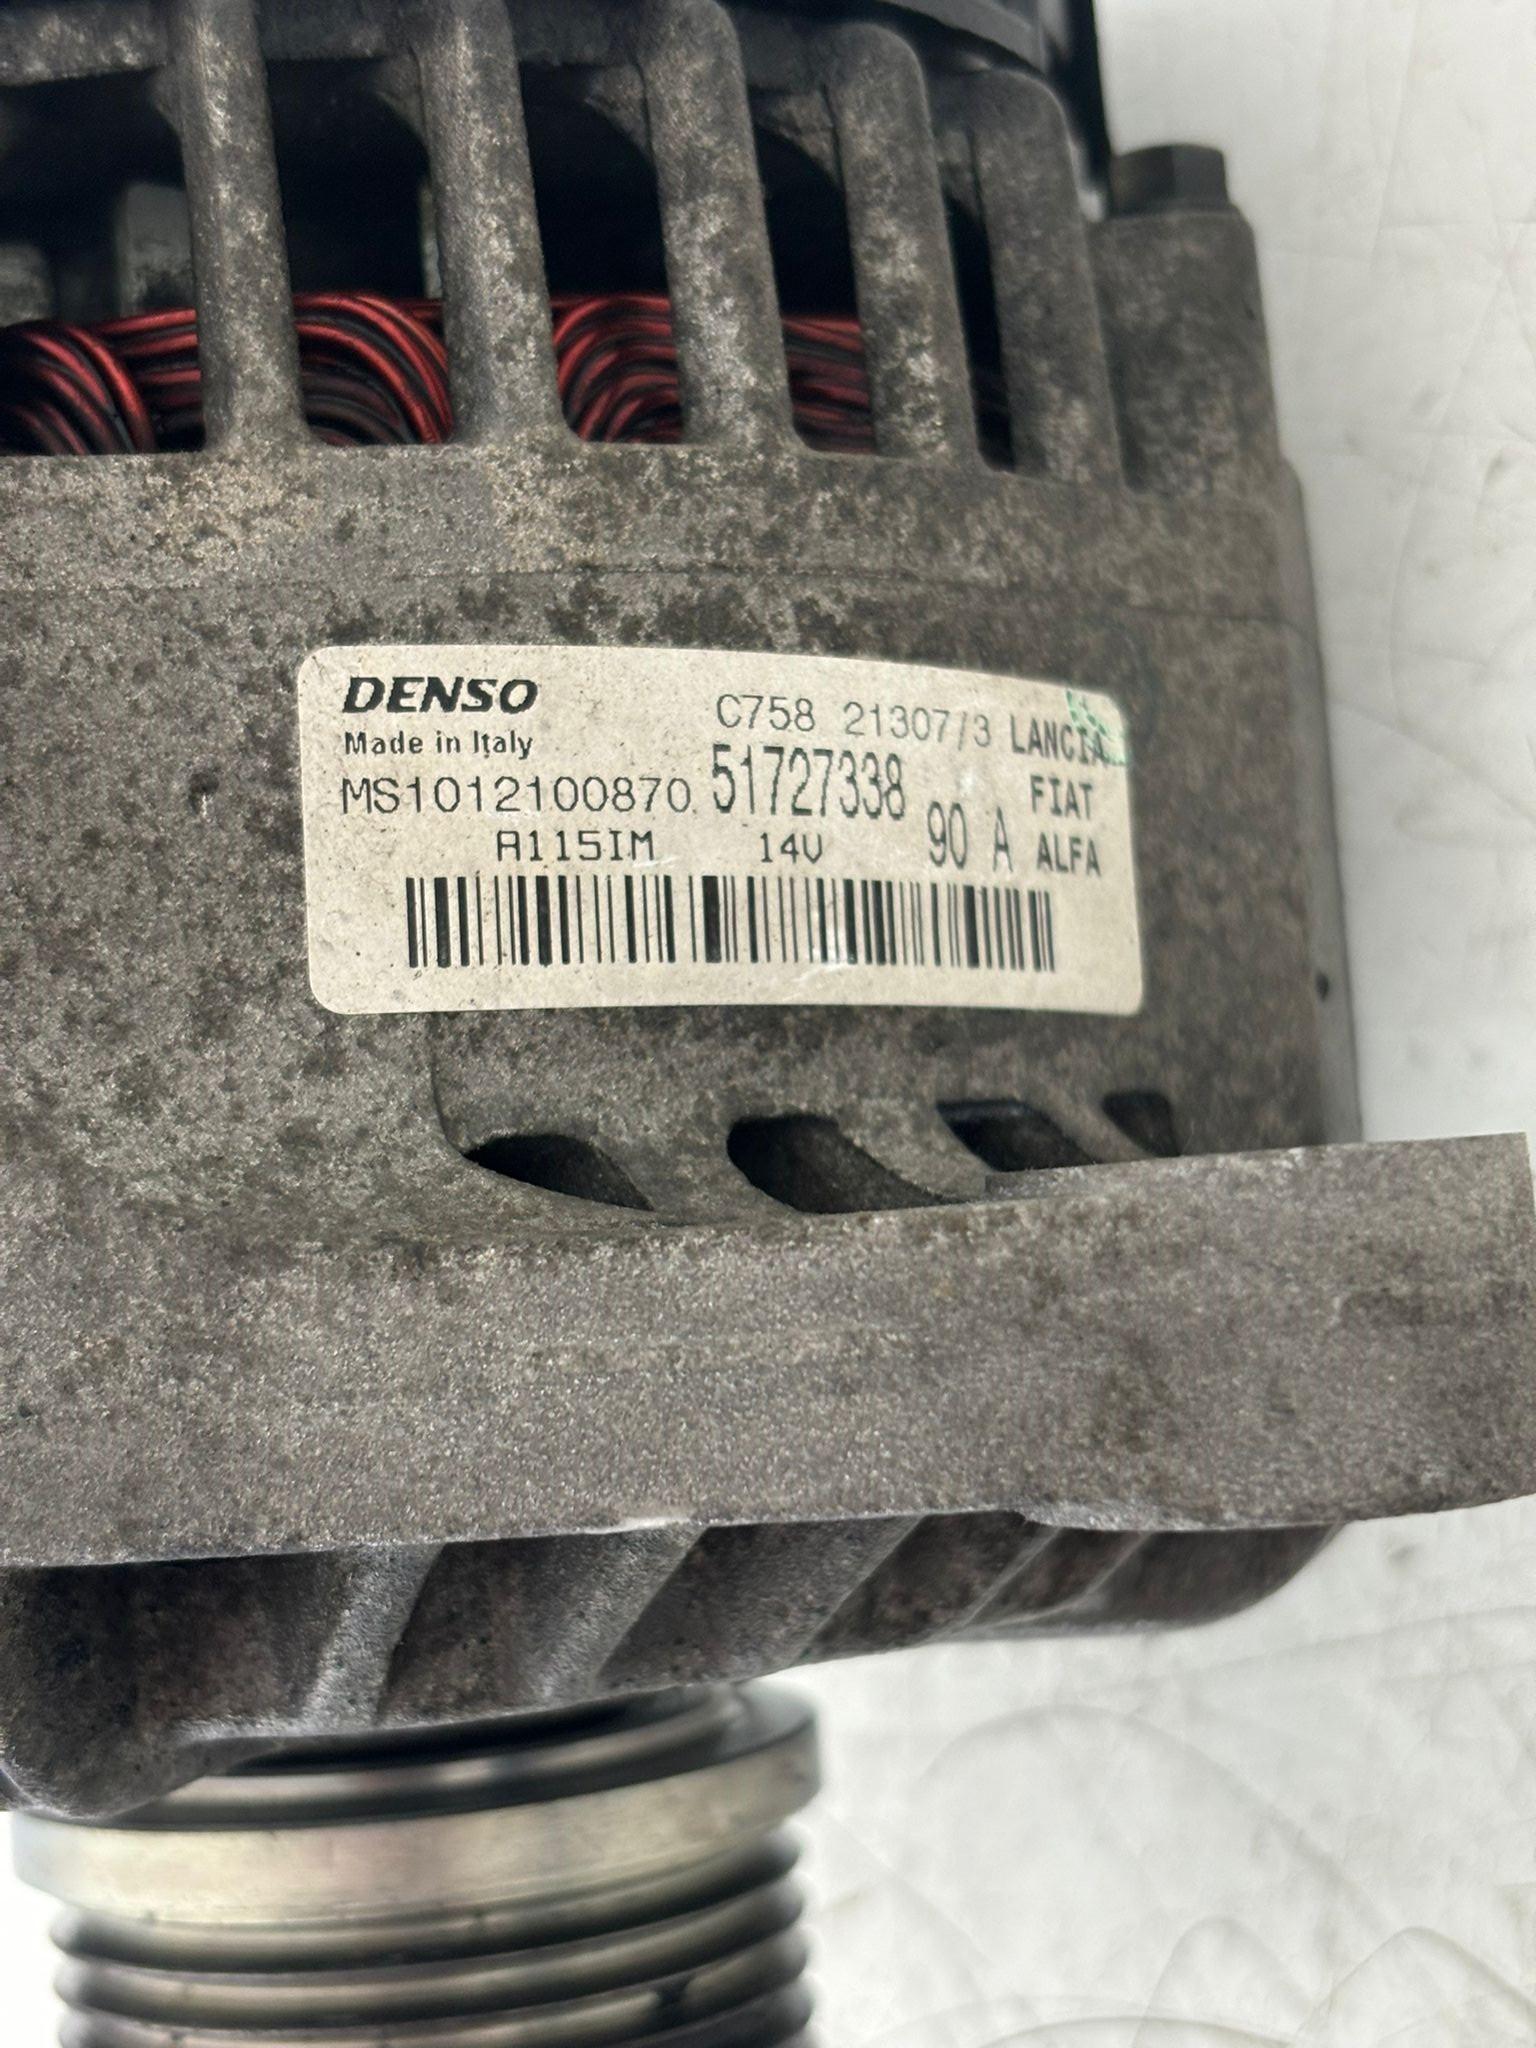 DENSO
Made in Italy
C758 21307/3 LANCIA
MS1012100870 51727338 FIAT
A115IM 14V 90 A ALFA